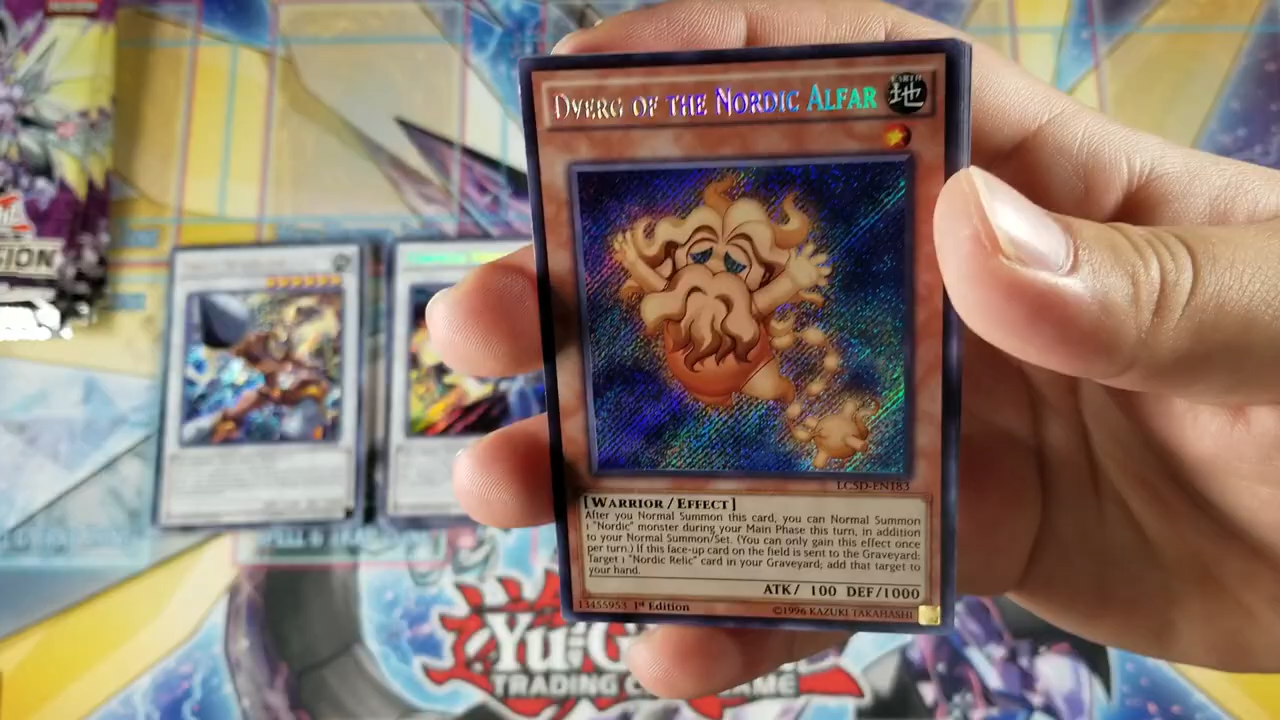 DVERG OF THE NORDIC ALFAR
EARTH
地
LC5D-EN183
[WARRIOR/EFFECT]
After you Normal Summon this card, you can Normal Summon
1 "Nordic" monster during your Main Phase this turn, in addition
to your Normal Summon/Set. (You can only gain this effect once
per turn.) If this face-up card on the field is sent to the Graveyard:
Target 1 "Nordic Relic" card in your Graveyard; add that target to
your hand.
ATK/ 100 DEF/1000
13455953 1st Edition
©1996 KAZUKI TAKAHASHI
GION
Yu-G
TRADING C GAME